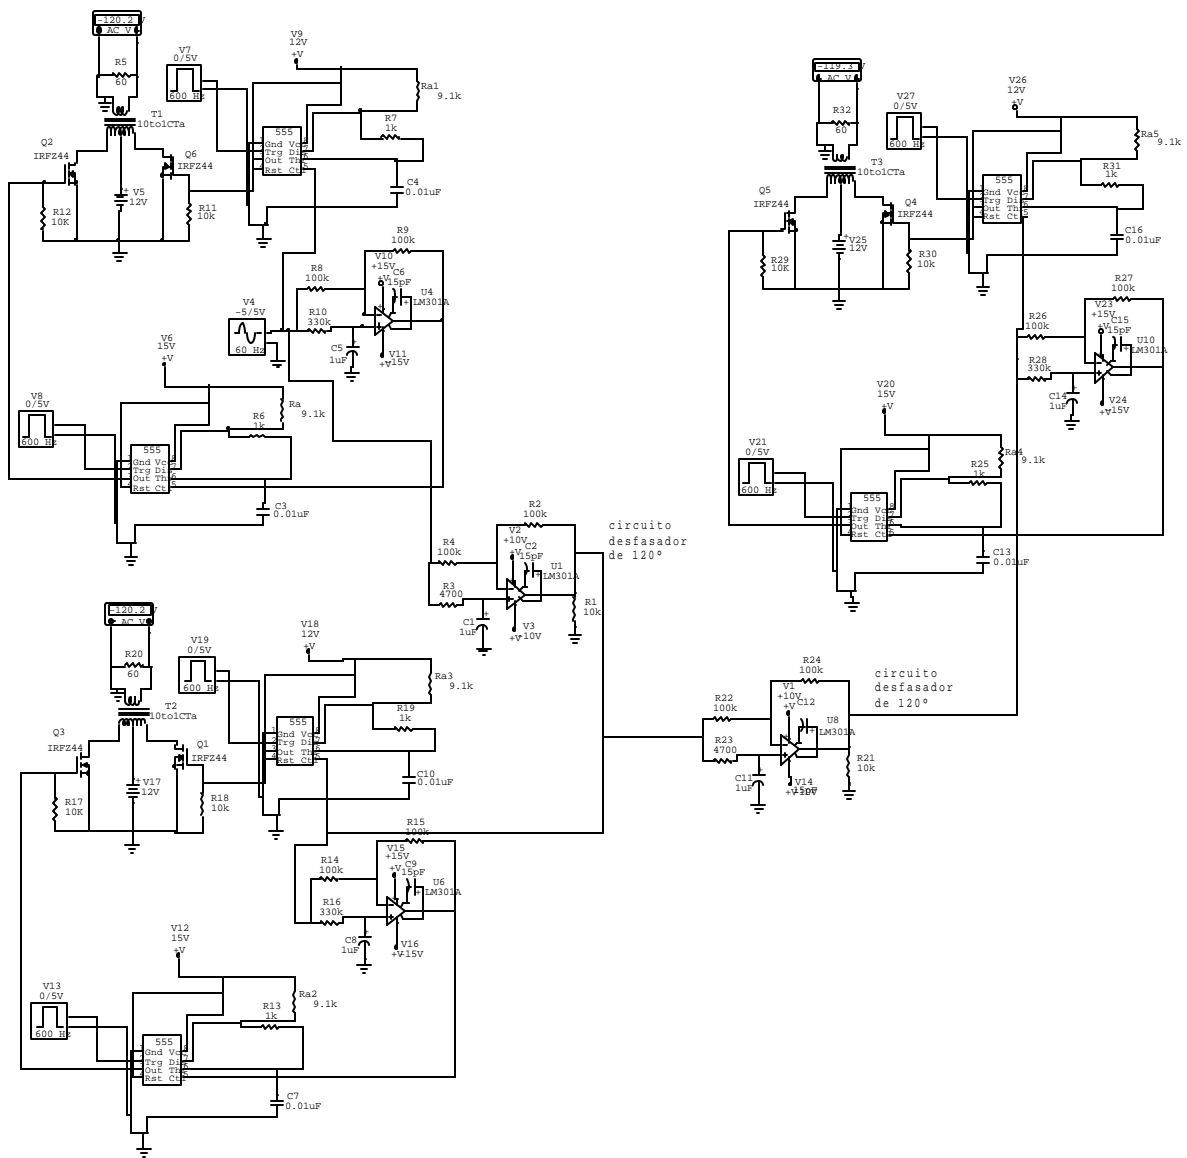 -120.2 V
AC V
R5
60
V7
0/5V
600 Hz
V9
12V
+V
Ra1
9.1k
T1
10to1CTa
R7
1k
Q2
IRFZ44
Q6
IRFZ44
555
Gnd Vcc
Trg Dis
Out Thr
Rst Ctl
V5
12V
C4
0.01uF
R12
10K
R11
10k
R9
100k
V10
+15V
+V
C6
15pF
U4
LM301A
R8
100k
V4
-5/5V
60 Hz
R10
330k
C5
1uF
V11
+V-15V
V6
15V
+V
V8
0/5V
600 Hz
Ra
9.1k
R6
1k
555
Gnd Vcc
Trg Dis
Out Thr
Rst Ctl
C3
0.01uF
-119.3 V
AC V
R32
60
V27
0/5V
600 Hz
V26
12V
+V
Ra5
9.1k
T3
10to1CTa
R31
1k
Q5
IRFZ44
Q4
IRFZ44
555
Gnd Vcc
Trg Dis
Out Thr
Rst Ctl
V25
12V
C16
0.01uF
R29
10K
R30
10k
R27
100k
V23
+15V
+V
C15
15pF
U10
LM301A
R26
100k
R28
330k
C14
1uF
V24
+V-15V
V20
15V
+V
V21
0/5V
600 Hz
Ra4
9.1k
R25
1k
555
Gnd Vcc
Trg Dis
Out Thr
Rst Ctl
C13
0.01uF
R2
100k
V2
+10V
+V
C2
15pF
U1
LM301A
R4
100k
R3
4700
C1
1uF
V3
+V-10V
R1
10k
circuito
desfasador
de 120º
-120.2 V
AC V
R20
60
V19
0/5V
600 Hz
V18
12V
+V
Ra3
9.1k
T2
10to1CTa
R19
1k
Q3
IRFZ44
Q1
IRFZ44
555
Gnd Vcc
Trg Dis
Out Thr
Rst Ctl
V17
12V
C10
0.01uF
R17
10K
R18
10k
R15
100k
V15
+15V
+V
C9
15pF
U6
LM301A
R14
100k
R16
330k
C8
1uF
V16
+V-15V
V12
15V
+V
V13
0/5V
600 Hz
Ra2
9.1k
R13
1k
555
Gnd Vcc
Trg Dis
Out Thr
Rst Ctl
C7
0.01uF
R24
100k
V1
+10V
+V
C12
U8
LM301A
R22
100k
R23
4700
C11
1uF
V14
15pF
R21
10k
circuito
desfasador
de 120º